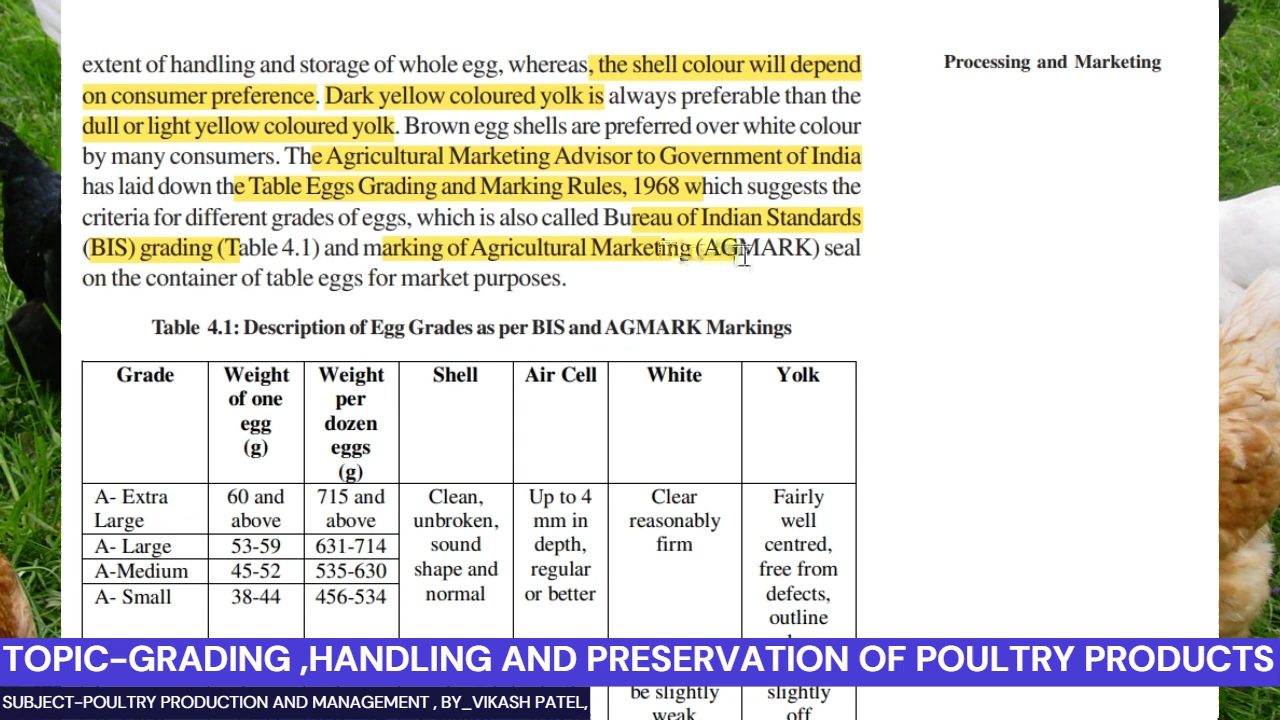 extent of handling and storage of whole egg, whereas, the shell colour will depend
on consumer preference. Dark yellow coloured yolk is always preferable than the
dull or light yellow coloured yolk. Brown egg shells are preferred over white colour
by many consumers. The Agricultural Marketing Advisor to Government of India
has laid down the Table Eggs Grading and Marking Rules, 1968 which suggests the
criteria for different grades of eggs, which is also called Bureau of Indian Standards
(BIS) grading (Table 4.1) and marking of Agricultural Marketing (AGMARK) seal
on the container of table eggs for market purposes.
Processing and Marketing
Table 4.1: Description of Egg Grades as per BIS and AGMARK Markings
Grade
Weight
of one
egg
(g)
Weight
per
dozen
eggs
(g)
Shell
Air Cell
White
Yolk
A- Extra
Large
60 and
above
715 and
above
A- Large
53-59
631-714
A-Medium
45-52
535-630
A- Small
38-44
456-534
Clean,
unbroken,
sound
shape and
normal
Up to 4
mm in
depth,
regular
or better
Clear
reasonably
firm
Fairly
well
centred,
free from
defects,
outline
TOPIC-GRADING ,HANDLING AND PRESERVATION OF POULTRY PRODUCTS
be slightly
weak
slightly
off
SUBJECT-POULTRY PRODUCTION AND MANAGEMENT , BY_VIKASH PATEL,